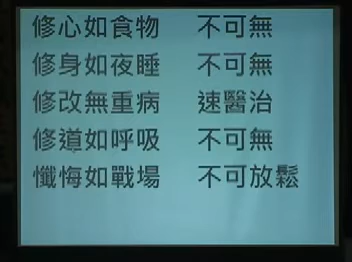 修心如食物 不可無
修身如夜睡 不可無
修改無重病 速醫治
修道如呼吸 不可無
懺悔如戰場 不可放鬆